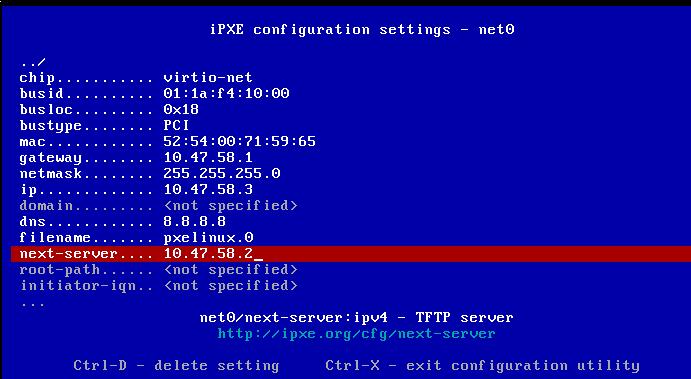 iPXE configuration settings - net0
../
chip........... virtio-net
busid.......... 01:1a:f4:10:00
busloc......... 0x18
bustype........ PCI
mac............ 52:54:00:71:59:65
gateway........ 10.47.58.1
netmask........ 255.255.255.0
ip............. 10.47.58.3
domain......... <not specified>
dns............ 8.8.8.8
filename....... pxelinux.0
next-server.... 10.47.58.2_
root-path...... <not specified>
initiator-iqn.. <not specified>
...
net0/next-server:ipv4 - TFTP server
http://ipxe.org/cfg/next-server
Ctrl-D - delete setting     Ctrl-X - exit configuration utility